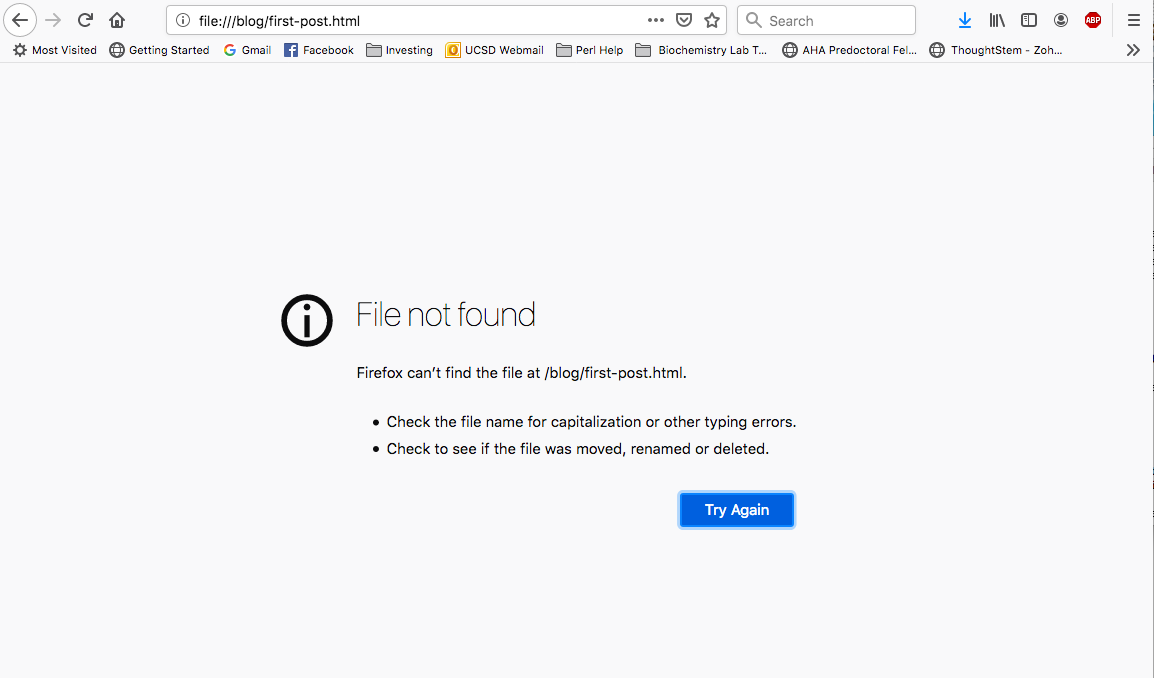 file:///blog/first-post.html
Search
ABP
Most Visited Getting Started Gmail Facebook Investing UCSD Webmail Perl Help Biochemistry Lab T... AHA Predoctoral Fel... ThoughtStem - Zoh...
File not found
Firefox can’t find the file at /blog/first-post.html.
• Check the file name for capitalization or other typing errors.
• Check to see if the file was moved, renamed or deleted.
Try Again